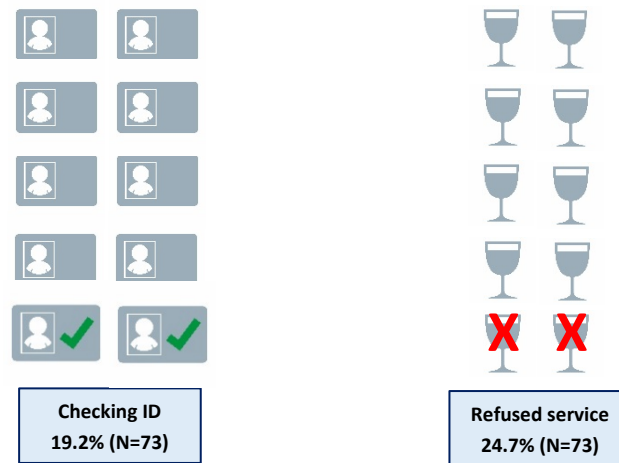 Checking ID
19.2% (N=73)
Refused service
24.7% (N=73)